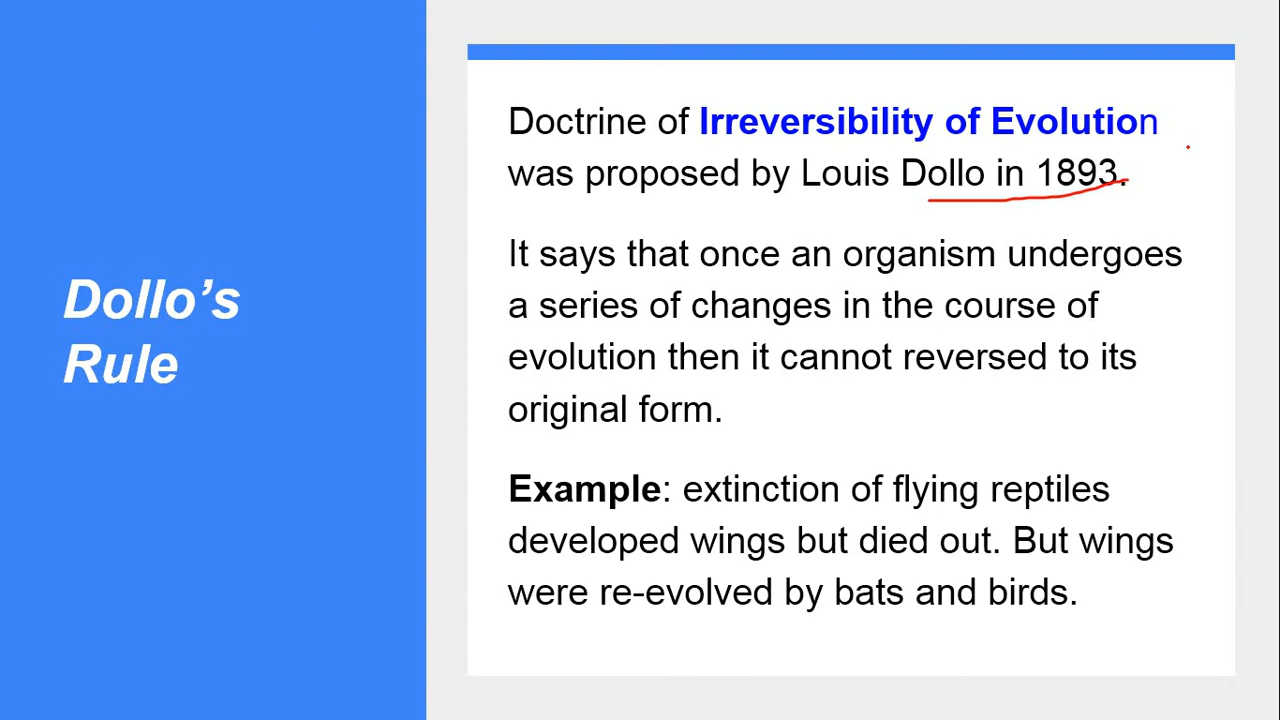 Dollo’s
Rule
Doctrine of Irreversibility of Evolution
was proposed by Louis Dollo in 1893.
It says that once an organism undergoes
a series of changes in the course of
evolution then it cannot reversed to its
original form.
Example: extinction of flying reptiles
developed wings but died out. But wings
were re-evolved by bats and birds.